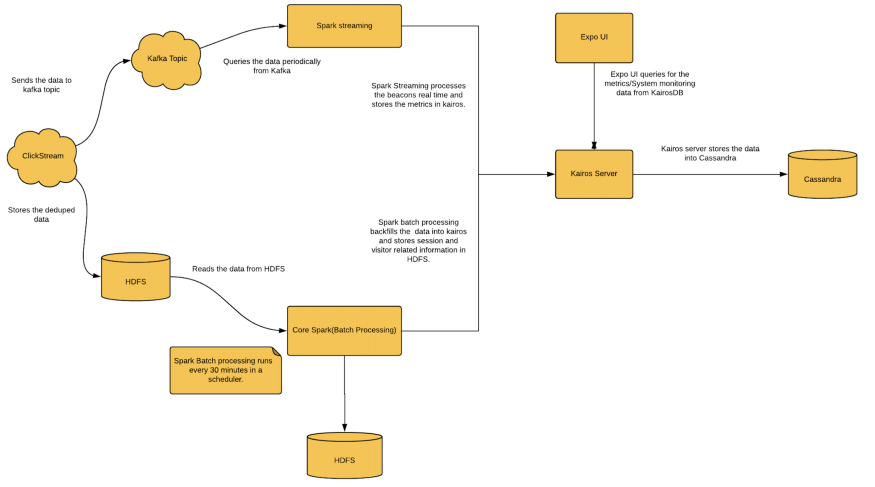 Spark streaming
Expo UI
Kafka Topic
Queries the data periodically
from Kafka
Sends the data to
kafka topic
Spark Streaming processes
the beacons real time and
stores the metrics in kairos.
Expo UI queries for the
metrics/System monitoring
data from KairosDB
ClickStream
Kairos server stores the data
into Cassandra
Kairos Server
Cassandra
Stores the deduped
data
Spark batch processing
backfills the data into kairos
and stores session and
visitor related information in
HDFS.
Reads the data from HDFS
HDFS
Core Spark(Batch Processing)
Spark Batch processing runs
every 30 minutes in a
scheduler.
HDFS